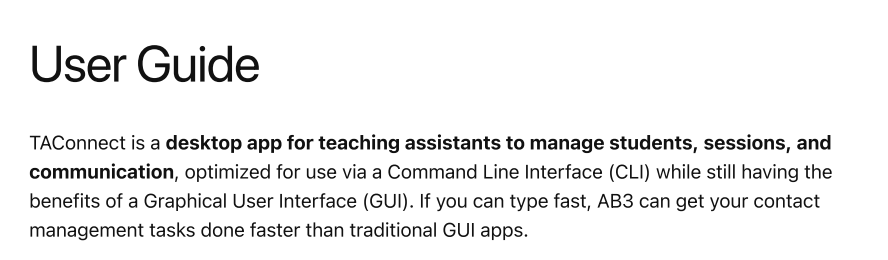 User Guide
TAConnect is a desktop app for teaching assistants to manage students, sessions, and
communication, optimized for use via a Command Line Interface (CLI) while still having the
benefits of a Graphical User Interface (GUI). If you can type fast, AB3 can get your contact
management tasks done faster than traditional GUI apps.